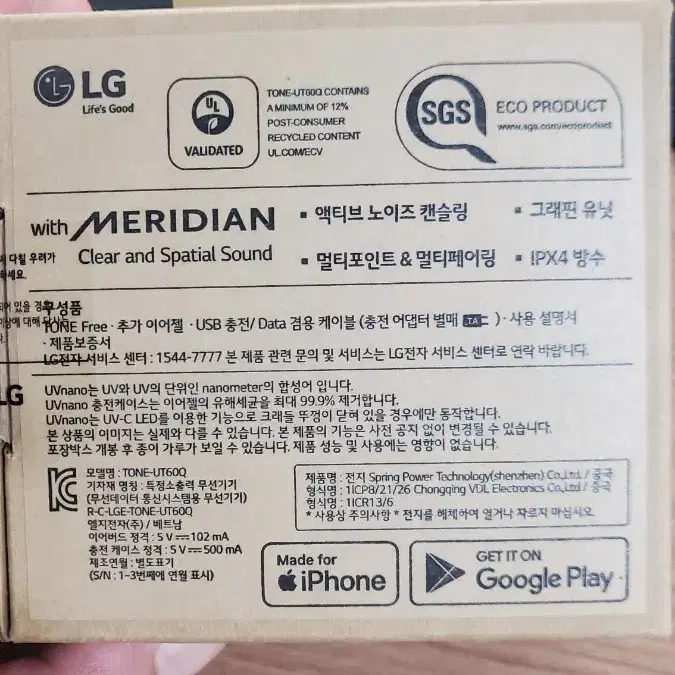 LG
Life's Good
UL
VALIDATED
TONE-UT60Q CONTAINS
A MINIMUM OF 12%
POST-CONSUMER
RECYCLED CONTENT
UL.COM/ECV
SGS
ECO PRODUCT
www.sgs.com/ecoproduct
with MERIDIAN
Clear and Spatial Sound
▪ 액티브 노이즈 캔슬링
▪ 그래핀 유닛
▪ 멀티포인트 & 멀티페어링
▪ IPX4 방수
다칠 우려가
하세요.
구성품
TONE Free · 추가 이어젤 · USB 충전/ Data 겸용 케이블 (충전 어댑터 별매 TA) · 사용 설명서
· 제품보증서
LG전자 서비스 센터 : 1544-7777 본 제품 관련 문의 및 서비스는 LG전자 서비스 센터로 연락 바랍니다.
LG
UVnano는 UV와 UV의 단위인 nanometer의 합성어 입니다.
UVnano 충전케이스는 이어젤의 유해세균을 최대 99.9% 제거합니다.
UVnano는 UV-C LED를 이용한 기능으로 크래들 뚜껑이 닫혀 있을 경우에만 동작합니다.
본 상품의 이미지는 실제와 다를 수 있습니다. 본 제품의 기능은 사전 공지 없이 변경될 수 있습니다.
포장박스 개봉 후 종이 가루가 보일 수 있습니다. 제품 성능 및 사용에는 영향이 없습니다.
모델명 : TONE-UT60Q
기자재 명칭 : 특정소출력 무선기기
(무선데이터 통신시스템용 무선기기)
R-C-LGE-TONE-UT60Q
엘지전자(주) / 베트남
이어버드 정격 : 5 V⎓102 mA
충전 케이스 정격 : 5 V⎓500 mA
제조연월 : 별도표기
(S/N : 1~3번째에 연월 표시)
제품명 : 전지 Spring Power Technology(shenzhen) Co.,Ltd. / 중국
형식명 : 1ICP8/21/26 Chongqing VDL Electronics Co.,Ltd / 중국
형식명 : 1ICR13/6
* 사용상 주의사항 * 전지를 해체하여 열거나 자르지 마십시오
Made for
iPhone
GET IT ON
Google Play